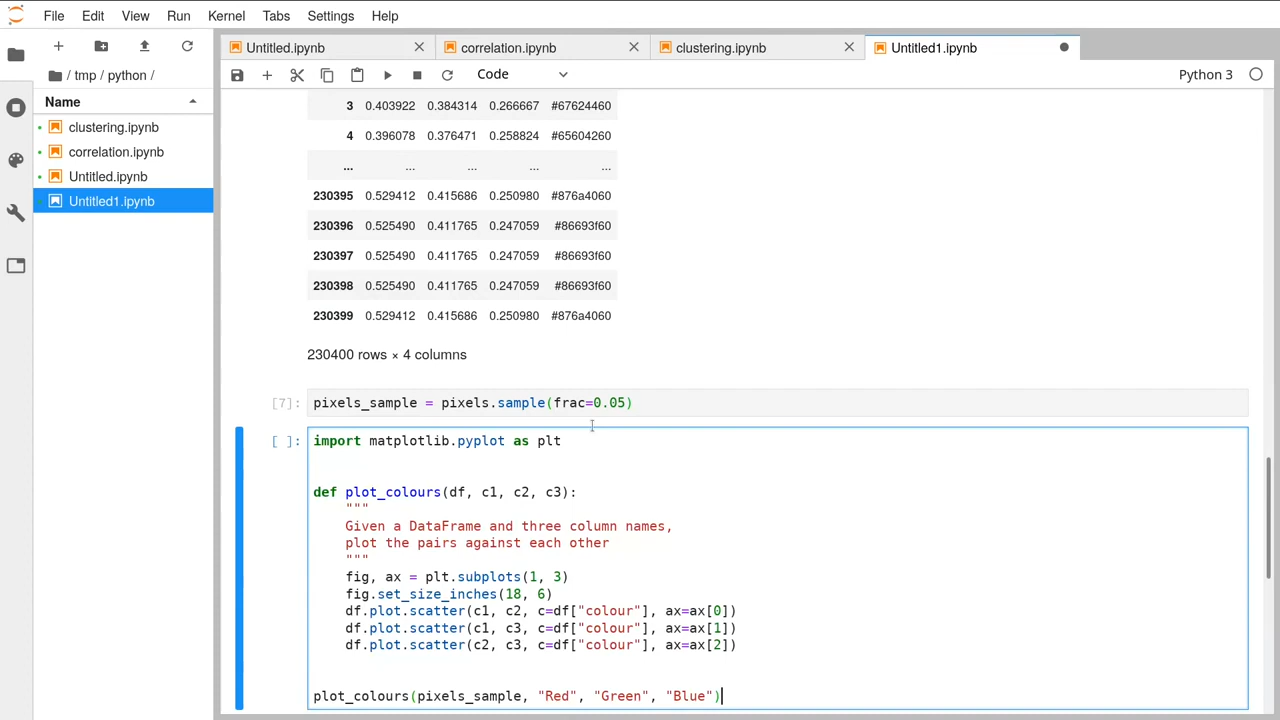 File Edit View Run Kernel Tabs Settings Help
Untitled.ipynb correlation.ipynb clustering.ipynb Untitled1.ipynb
/ tmp / python /
Code Python 3
Name
clustering.ipynb
correlation.ipynb
Untitled.ipynb
Untitled1.ipynb
3 0.403922 0.384314 0.266667 #67624460
4 0.396078 0.376471 0.258824 #65604260
... ... ... ... ...
230395 0.529412 0.415686 0.250980 #876a4060
230396 0.525490 0.411765 0.247059 #86693f60
230397 0.525490 0.411765 0.247059 #86693f60
230398 0.525490 0.411765 0.247059 #86693f60
230399 0.529412 0.415686 0.250980 #876a4060
230400 rows × 4 columns
[7]: pixels_sample = pixels.sample(frac=0.05)
[ ]: import matplotlib.pyplot as plt
def plot_colours(df, c1, c2, c3):
"""
Given a DataFrame and three column names,
plot the pairs against each other
"""
fig, ax = plt.subplots(1, 3)
fig.set_size_inches(18, 6)
df.plot.scatter(c1, c2, c=df["colour"], ax=ax[0])
df.plot.scatter(c1, c3, c=df["colour"], ax=ax[1])
df.plot.scatter(c2, c3, c=df["colour"], ax=ax[2])
plot_colours(pixels_sample, "Red", "Green", "Blue")